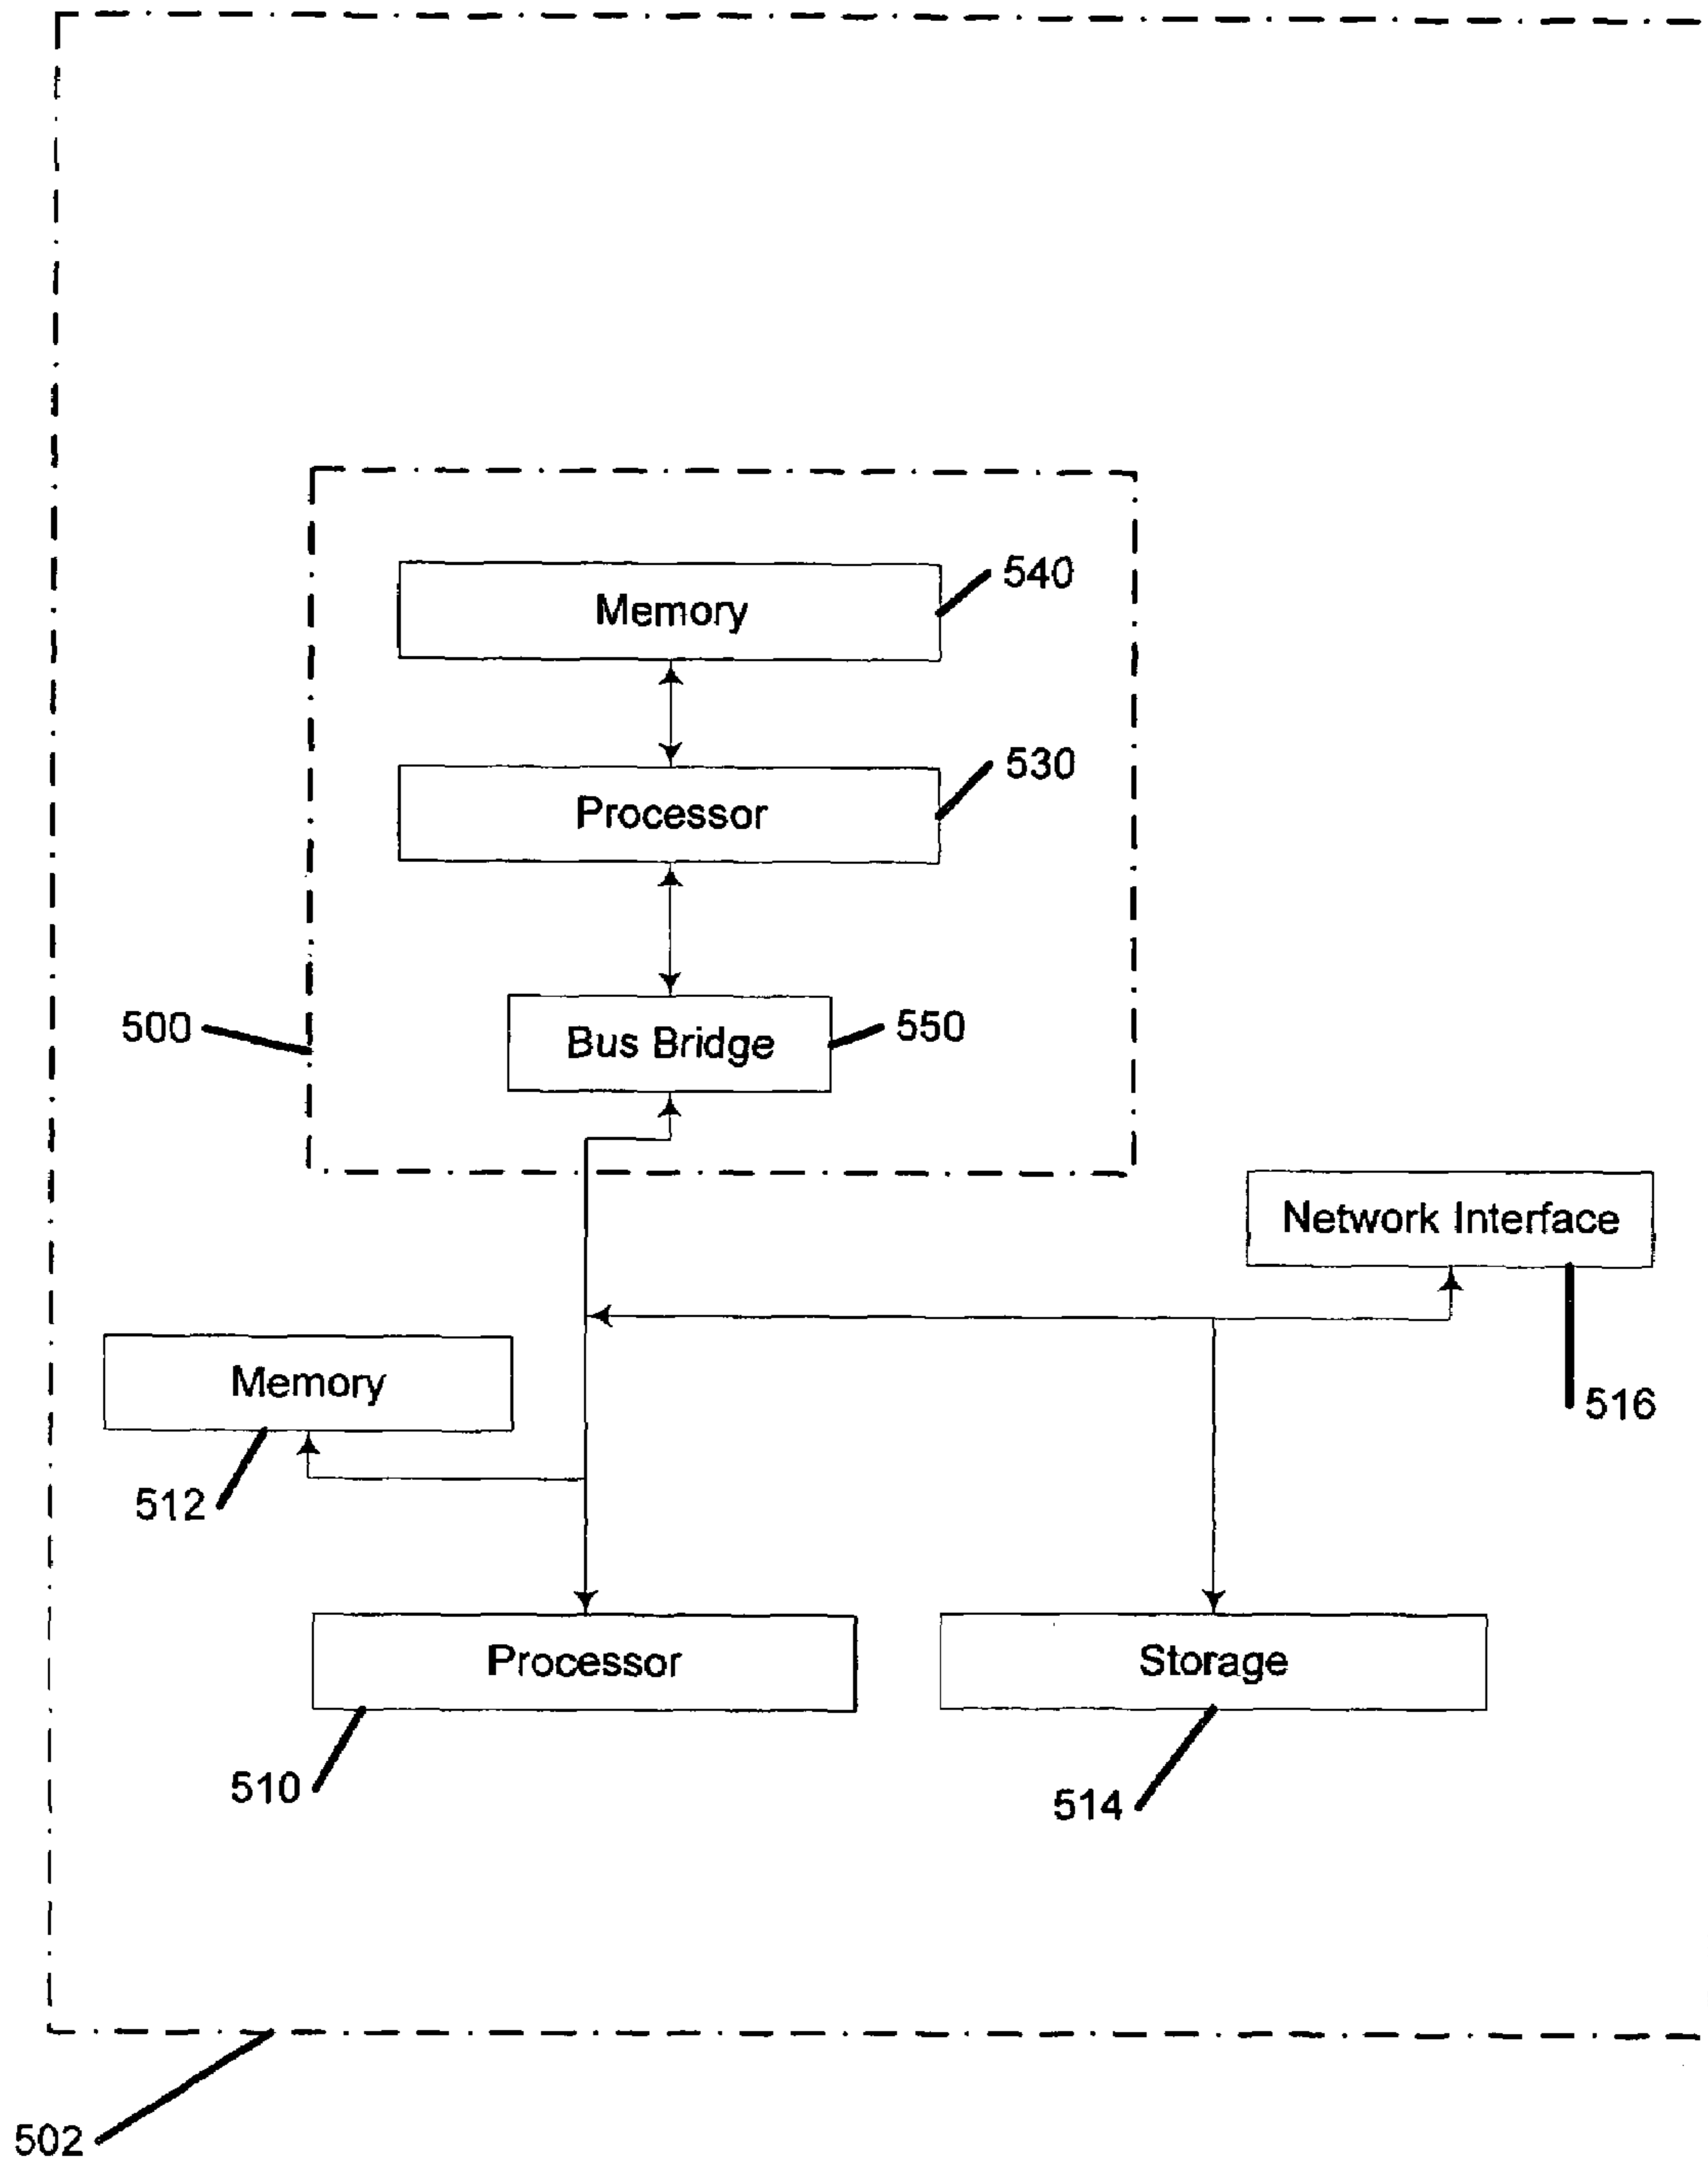 Memory
540
Processor
530
Bus Bridge
550
500
Network Interface
516
Memory
512
Processor
510
Storage
514
502